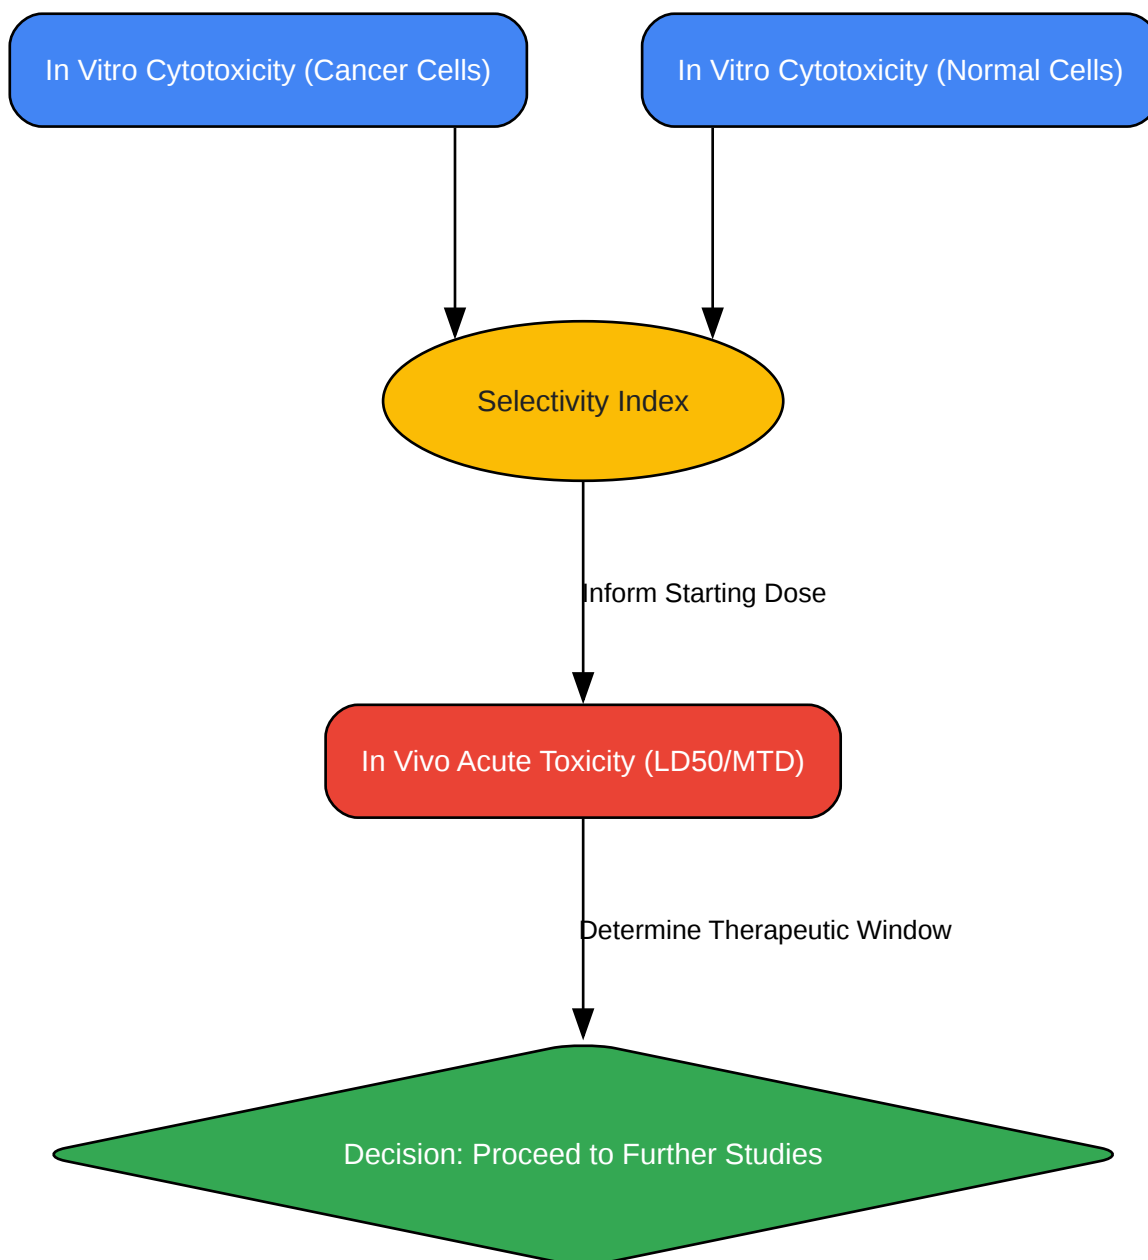 In Vitro Cytotoxicity (Cancer Cells)
In Vitro Cytotoxicity (Normal Cells)
Selectivity Index
Inform Starting Dose
In Vivo Acute Toxicity (LD50/MTD)
Determine Therapeutic Window
Decision: Proceed to Further Studies